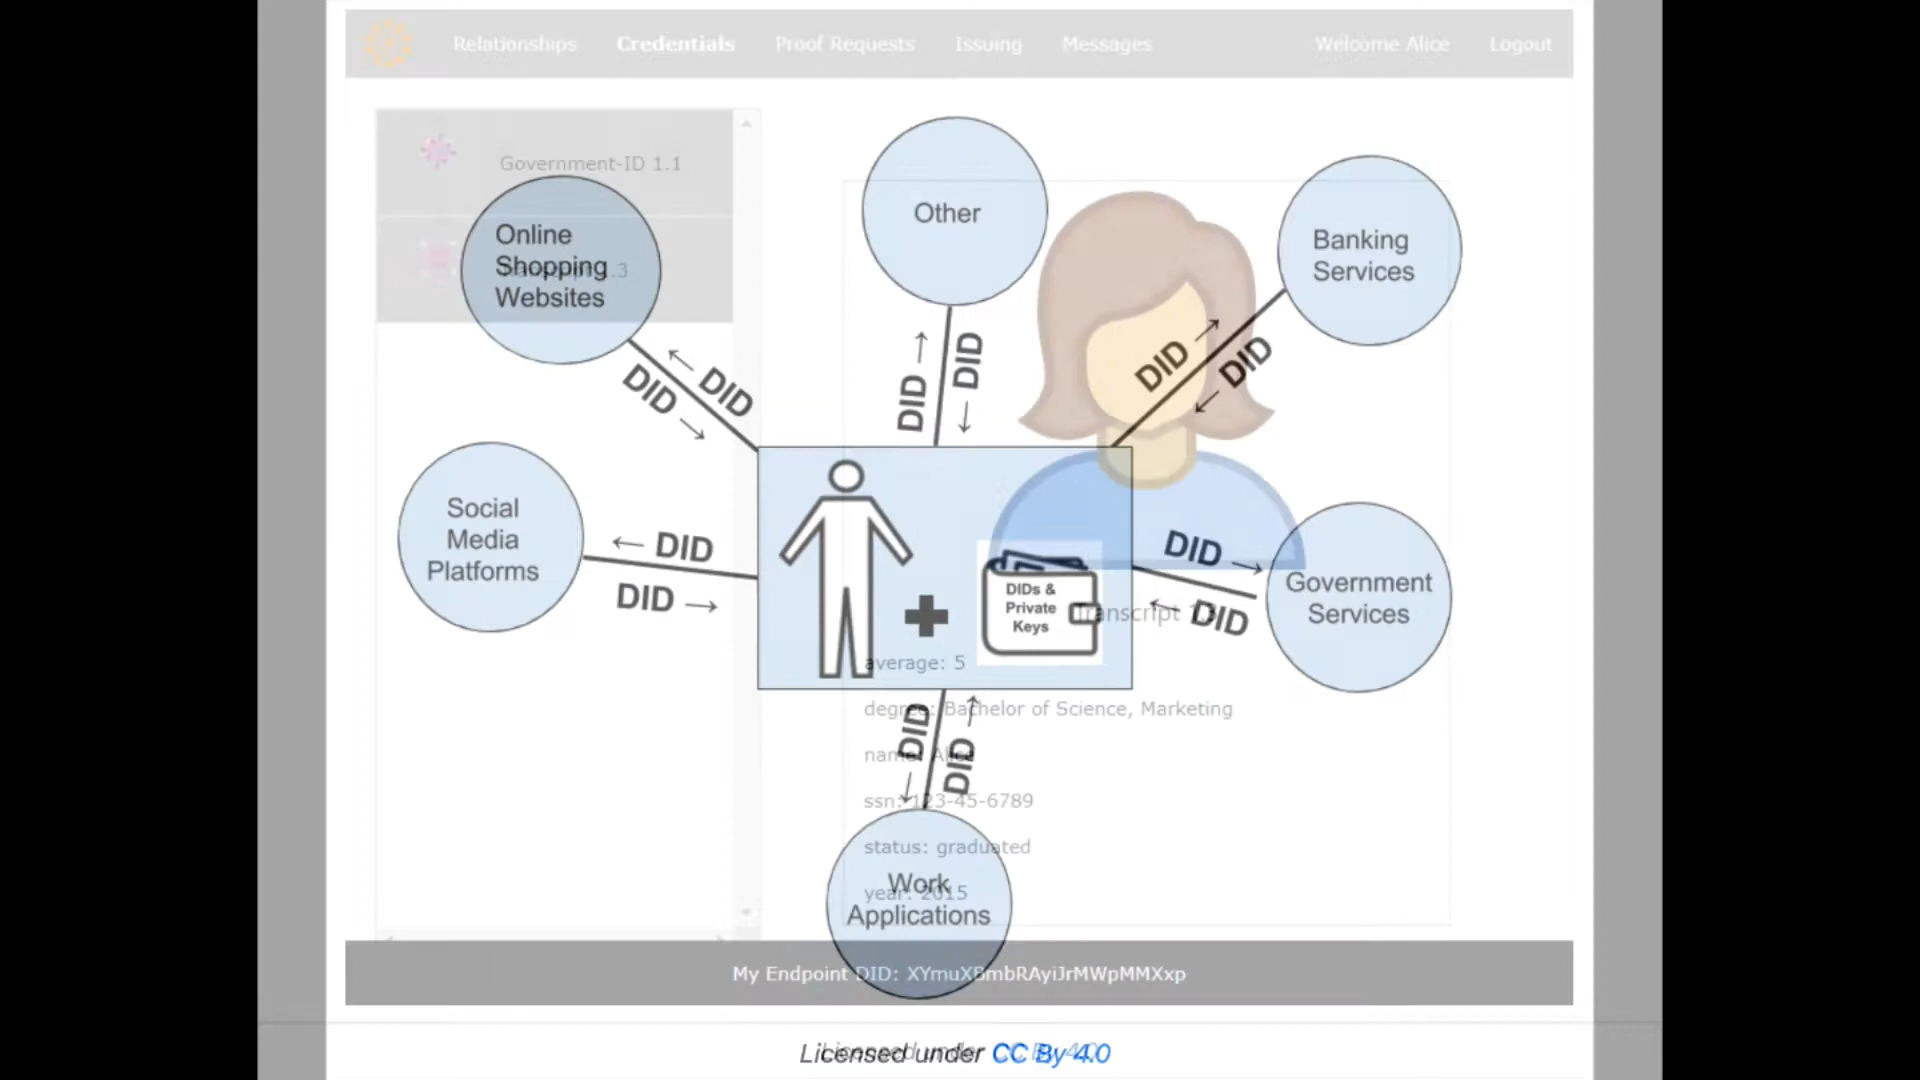 Relationships Credentials Proof Requests Issuing Messages Welcome Alice Logout
Government-ID 1.1
Online
Shopping
Websites
Other
Banking
Services
DID →
← DID
DID →
← DID
DID →
← DID
Social
Media
Platforms
← DID
DID →
DIDs &
Private
Keys
DID →
← DID
Government
Services
Transcript
average: 5
degree: Bachelor of Science, Marketing
name: Alice
ssn: 123-45-6789
status: graduated
year: 2015
← DID
DID →
Work
Applications
My Endpoint DID: XYmuXBmbRAyiJrMWpMMXxp
Licensed under CC By 4.0